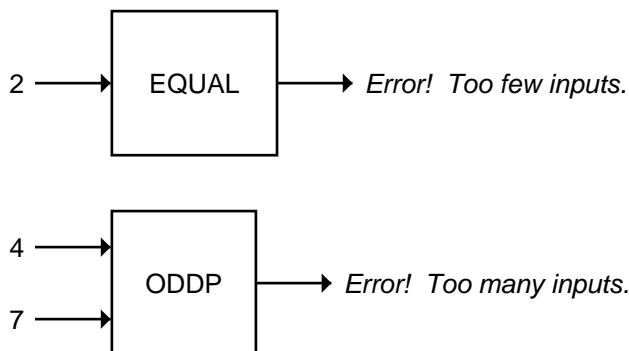 2 EQUAL Error! Too few inputs.
4
ODDP Error! Too many inputs.
7